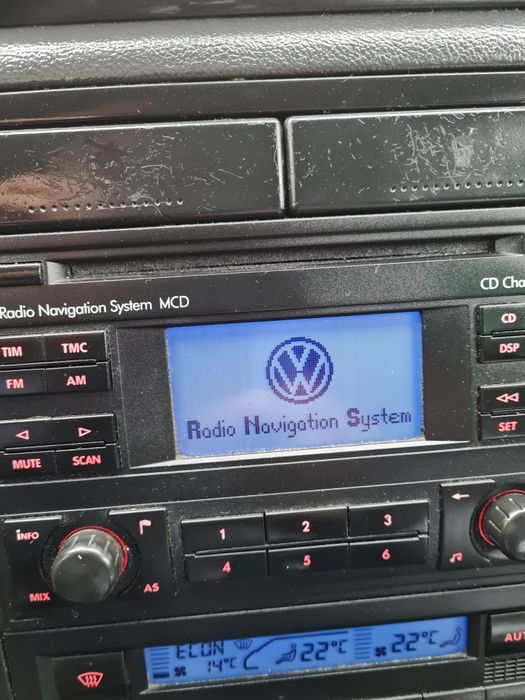 Radio Navigation System MCD
CD Cha
TIM
TMC
CD
FM
AM
DSP
Radio Navigation System
MUTE
SCAN
SET
INFO
1
2
3
MIX
AS
4
5
6
ECON
14°C
22°C
22°C
AUT